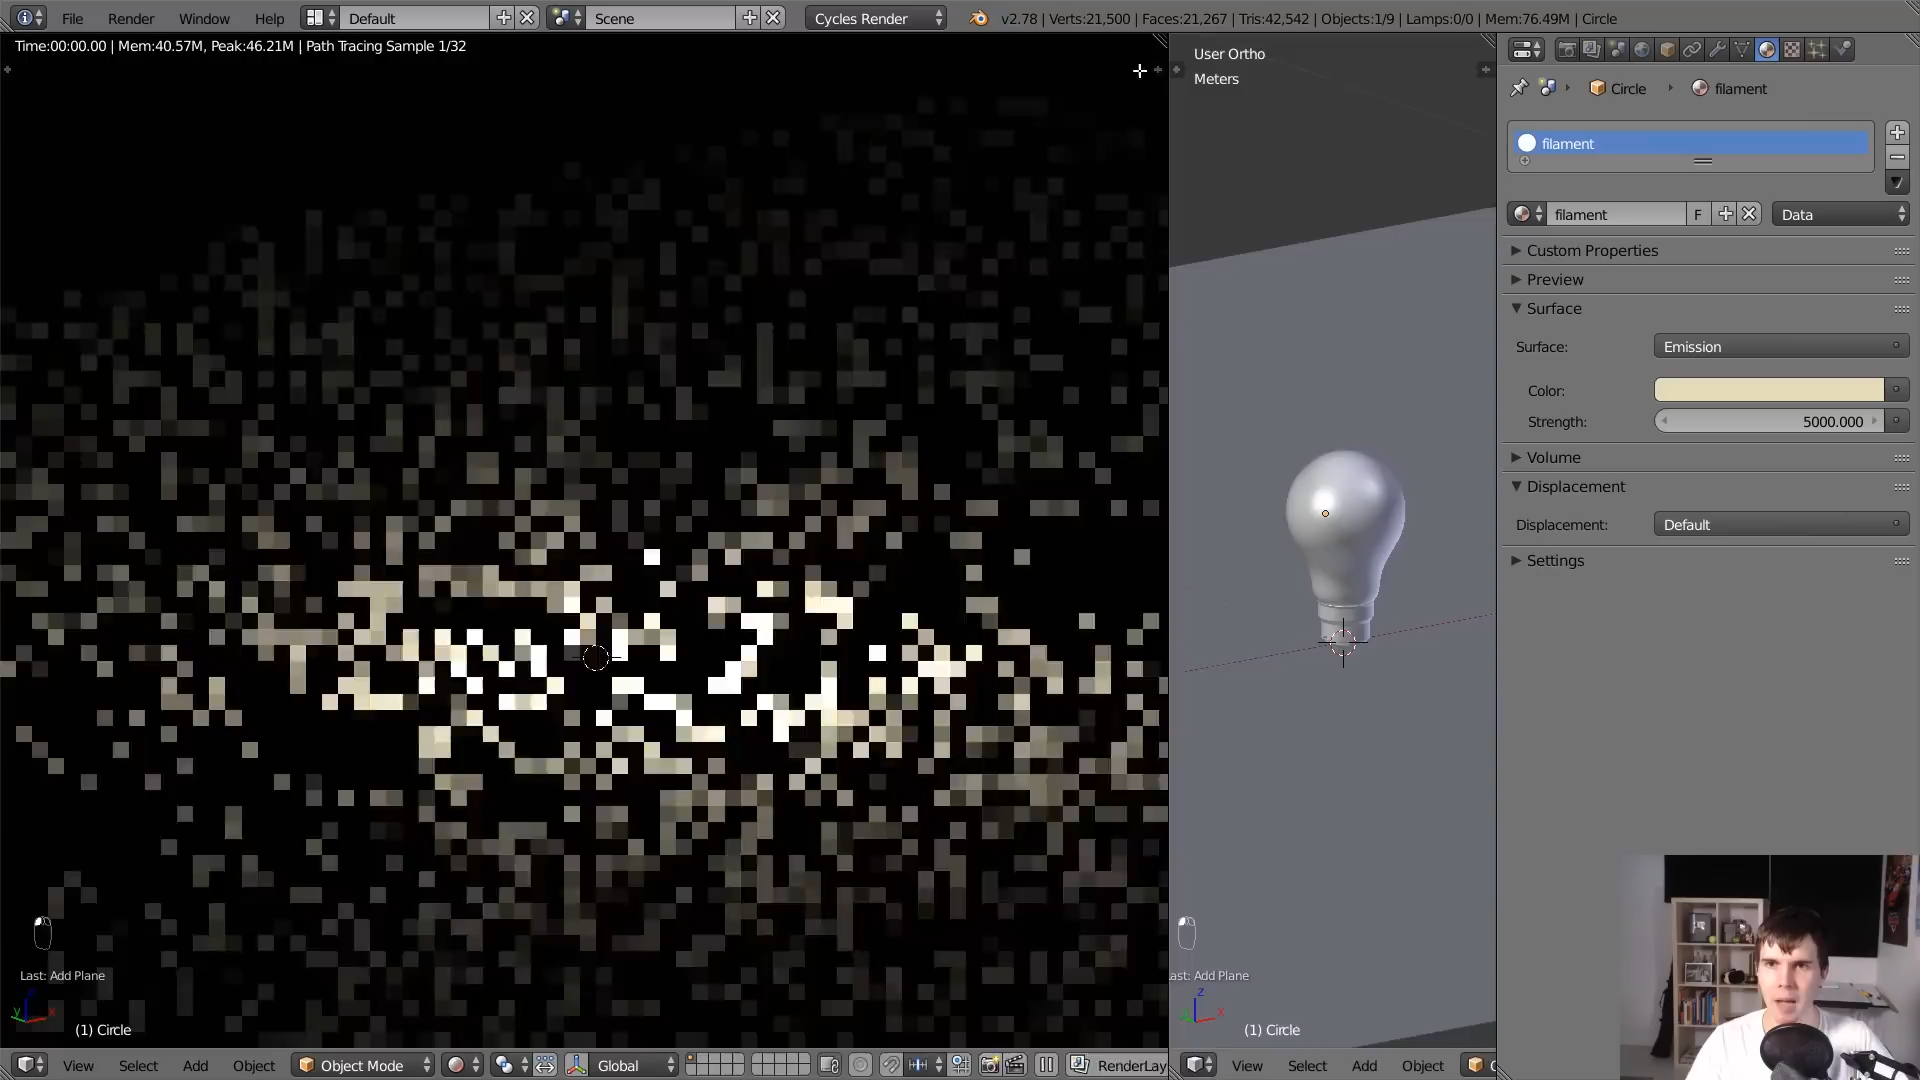 File Render Window Help Default Scene Cycles Render v2.78 | Verts:21,500 | Faces:21,267 | Tris:42,542 | Objects:1/9 | Lamps:0/0 | Mem:76.49M | Circle
Time:00:00.00 | Mem:40.57M, Peak:46.21M | Path Tracing Sample 1/32
User Ortho
Meters
Circle filament
filament
filament F Data
Custom Properties
Preview
Surface
Surface: Emission
Color:
Strength: 5000.000
Volume
Displacement
Displacement: Default
Settings
Last: Add Plane
ast: Add Plane
z
y x
x
(1) Circle
(1) Circle
View Select Add Object Object Mode Global RenderLay
View Select Add Object